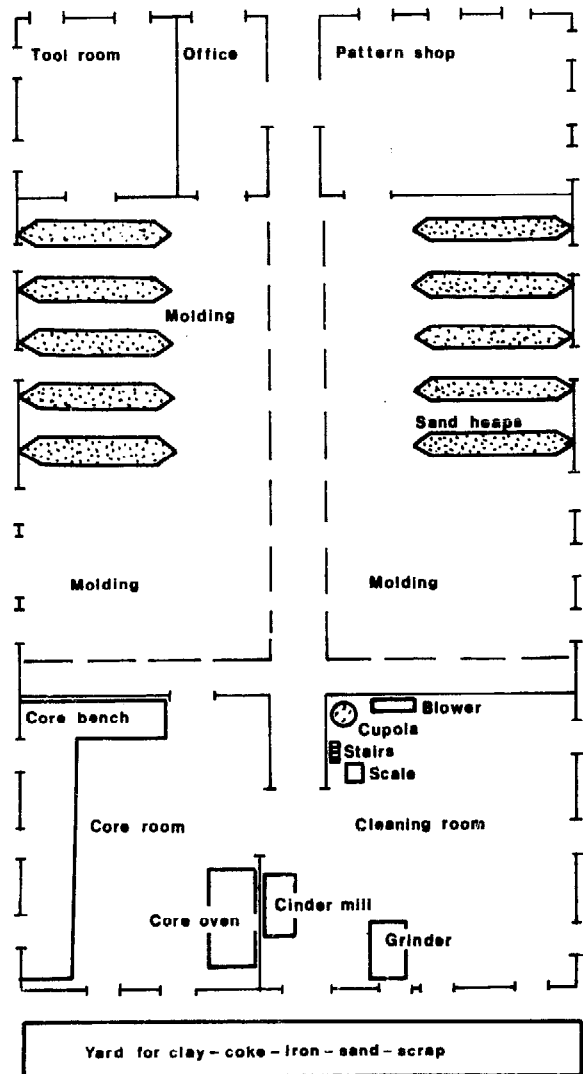 Tool room
Office
Pattern shop
Molding
Sand heaps
Molding
Molding
Core bench
Blower
Cupola
Stairs
Scale
Core room
Cleaning room
Core oven
Cinder mill
Grinder
Yard for clay-coke-iron-sand-scrap